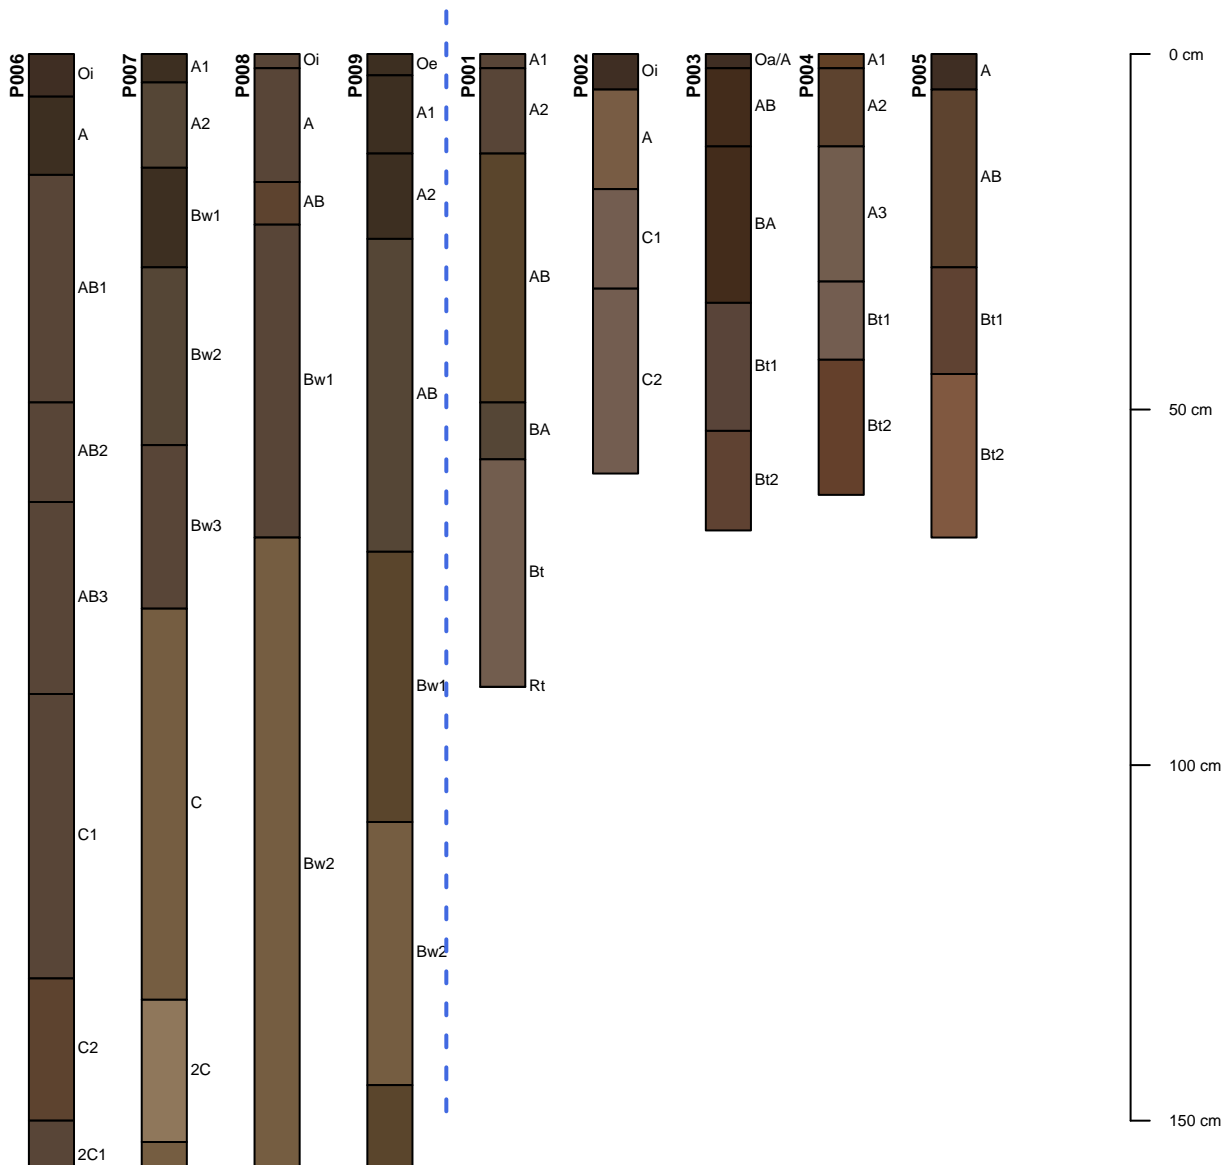 P006
Oi
A
AB1
AB2
AB3
C1
C2
2C1
P007
A1
A2
Bw1
Bw2
Bw3
C
2C
P008
Oi
A
AB
Bw1
Bw2
P009
Oe
A1
A2
AB
Bw1
Bw2
P001
A1
A2
AB
BA
Bt
Rt
P002
Oi
A
C1
C2
P003
Oa/A
AB
BA
Bt1
Bt2
P004
A1
A2
A3
Bt1
Bt2
P005
A
AB
Bt1
Bt2
0 cm
50 cm
100 cm
150 cm